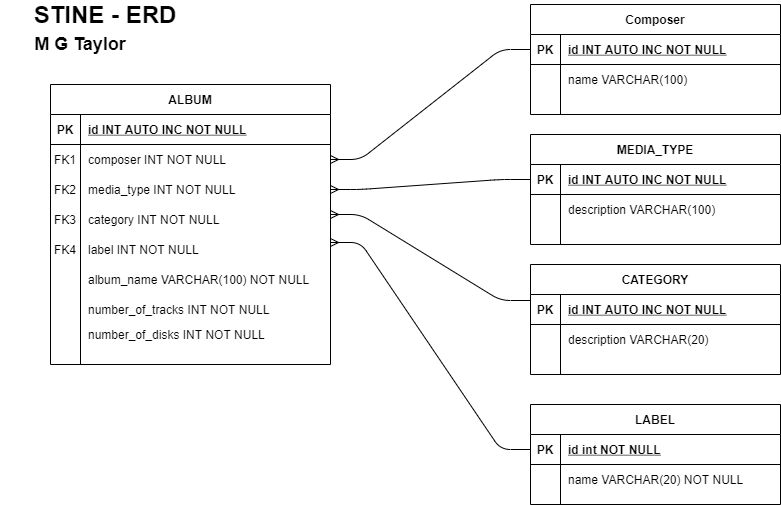 STINE - ERD
M G Taylor
ALBUM
PK id INT AUTO INC NOT NULL
FK1 composer INT NOT NULL
FK2 media_type INT NOT NULL
FK3 category INT NOT NULL
FK4 label INT NOT NULL
album_name VARCHAR(100) NOT NULL
number_of_tracks INT NOT NULL
number_of_disks INT NOT NULL
Composer
PK id INT AUTO INC NOT NULL
name VARCHAR(100)
MEDIA_TYPE
PK id INT AUTO INC NOT NULL
description VARCHAR(100)
CATEGORY
PK id INT AUTO INC NOT NULL
description VARCHAR(20)
LABEL
PK id int NOT NULL
name VARCHAR(20) NOT NULL